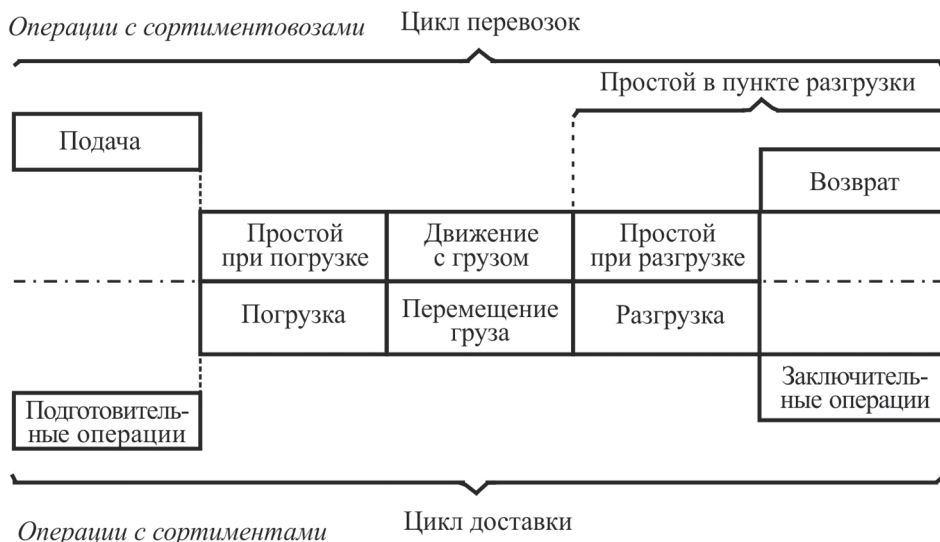 Операции с сортиментовозами
Цикл перевозок
Простой в пункте разгрузки
Подача
Возврат
Простой
при погрузке
Движение
с грузом
Простой
при разгрузке
Погрузка
Перемещение
груза
Разгрузка
Подготовитель-
ные операции
Заключитель-
ные операции
Цикл доставки
Операции с сортиментами